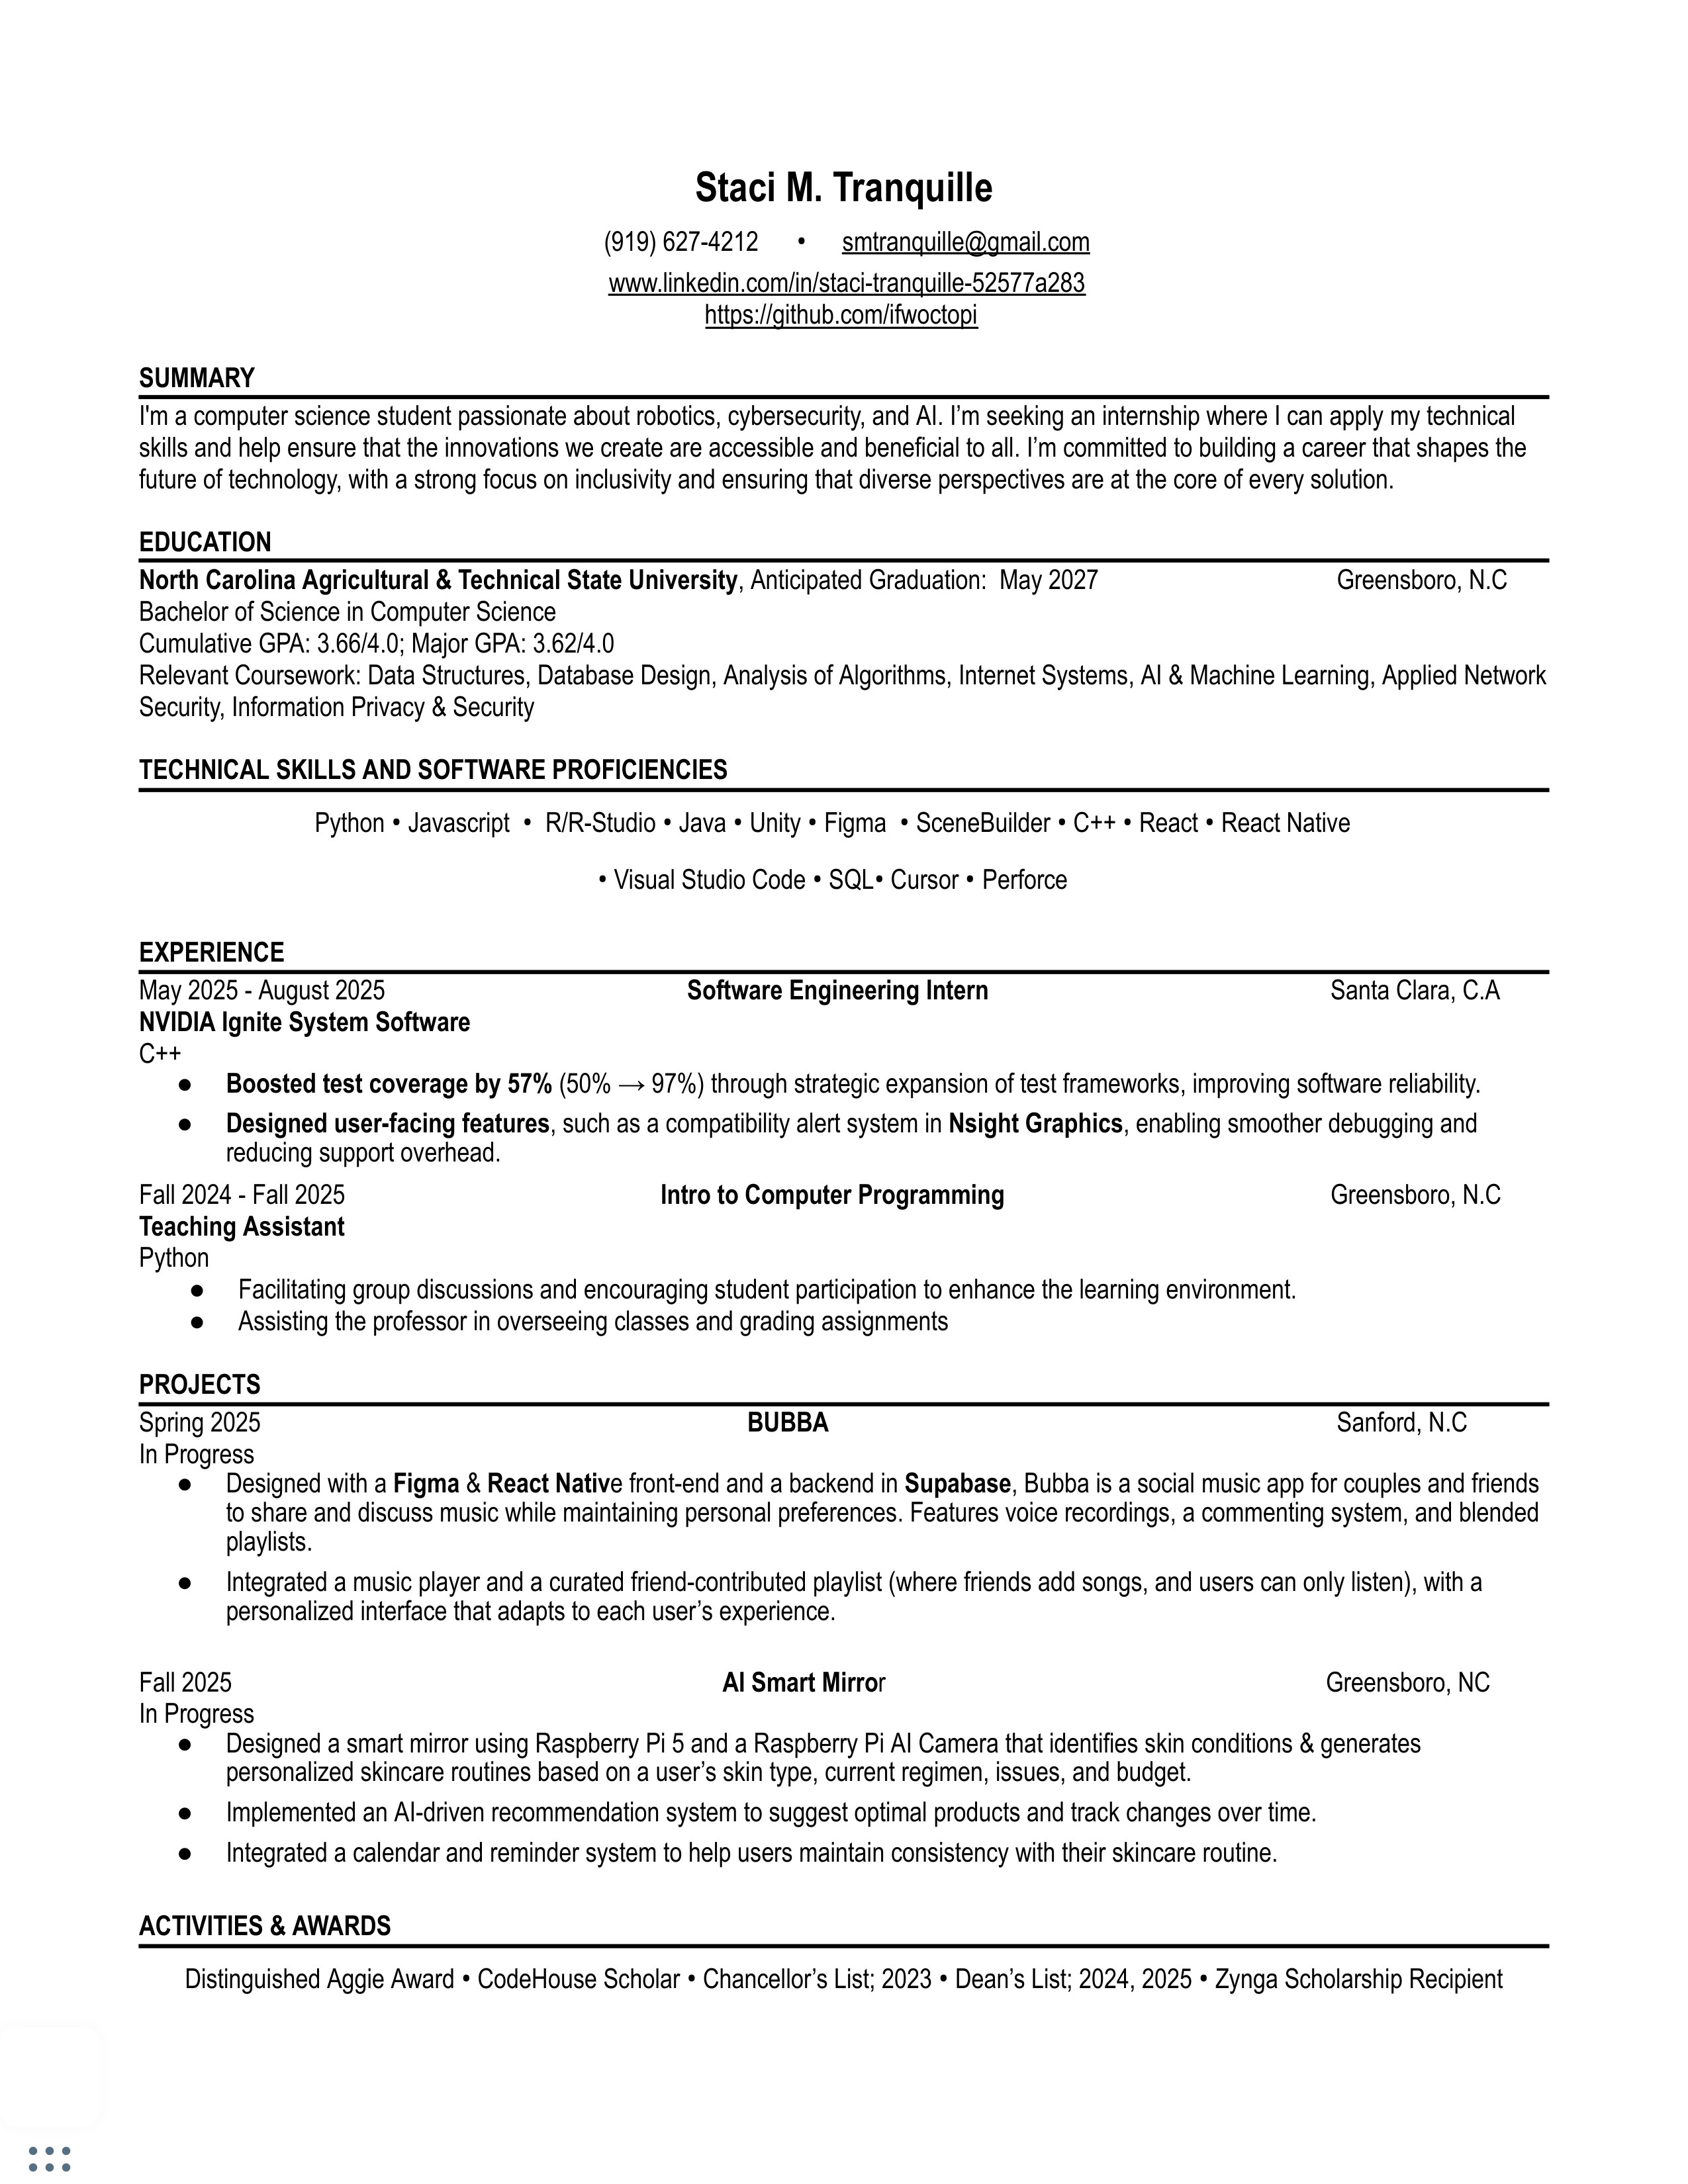 Staci M. Tranquille
(919) 627-4212 • smtranquille@gmail.com
www.linkedin.com/in/staci-tranquille-52577a283
https://github.com/ifwoctopi
SUMMARY
I'm a computer science student passionate about robotics, cybersecurity, and AI. I’m seeking an internship where I can apply my technical
skills and help ensure that the innovations we create are accessible and beneficial to all. I’m committed to building a career that shapes the
future of technology, with a strong focus on inclusivity and ensuring that diverse perspectives are at the core of every solution.
EDUCATION
North Carolina Agricultural & Technical State University, Anticipated Graduation: May 2027 Greensboro, N.C
Bachelor of Science in Computer Science
Cumulative GPA: 3.66/4.0; Major GPA: 3.62/4.0
Relevant Coursework: Data Structures, Database Design, Analysis of Algorithms, Internet Systems, AI & Machine Learning, Applied Network
Security, Information Privacy & Security
TECHNICAL SKILLS AND SOFTWARE PROFICIENCIES
Python • Javascript • R/R-Studio • Java • Unity • Figma • SceneBuilder • C++ • React • React Native
• Visual Studio Code • SQL• Cursor • Perforce
EXPERIENCE
May 2025 - August 2025 Software Engineering Intern Santa Clara, C.A
NVIDIA Ignite System Software
C++
● Boosted test coverage by 57% (50% → 97%) through strategic expansion of test frameworks, improving software reliability.
● Designed user-facing features, such as a compatibility alert system in Nsight Graphics, enabling smoother debugging and
reducing support overhead.
Fall 2024 - Fall 2025 Intro to Computer Programming Greensboro, N.C
Teaching Assistant
Python
● Facilitating group discussions and encouraging student participation to enhance the learning environment.
● Assisting the professor in overseeing classes and grading assignments
PROJECTS
Spring 2025 BUBBA Sanford, N.C
In Progress
● Designed with a Figma & React Native front-end and a backend in Supabase, Bubba is a social music app for couples and friends
to share and discuss music while maintaining personal preferences. Features voice recordings, a commenting system, and blended
playlists.
● Integrated a music player and a curated friend-contributed playlist (where friends add songs, and users can only listen), with a
personalized interface that adapts to each user’s experience.
Fall 2025 AI Smart Mirror Greensboro, NC
In Progress
● Designed a smart mirror using Raspberry Pi 5 and a Raspberry Pi AI Camera that identifies skin conditions & generates
personalized skincare routines based on a user’s skin type, current regimen, issues, and budget.
● Implemented an AI-driven recommendation system to suggest optimal products and track changes over time.
● Integrated a calendar and reminder system to help users maintain consistency with their skincare routine.
ACTIVITIES & AWARDS
Distinguished Aggie Award • CodeHouse Scholar • Chancellor’s List; 2023 • Dean’s List; 2024, 2025 • Zynga Scholarship Recipient